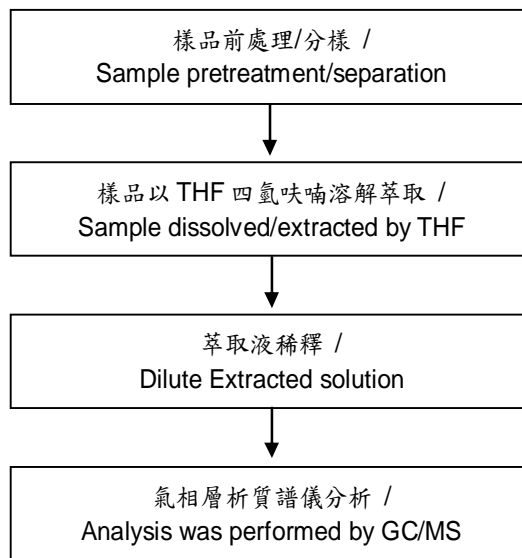 樣品前處理/分樣 /
Sample pretreatment/separation
樣品以 THF 四氫呋喃溶解萃取 /
Sample dissolved/extracted by THF
萃取液稀釋 /
Dilute Extracted solution
氣相層析質譜儀分析 /
Analysis was performed by GC/MS